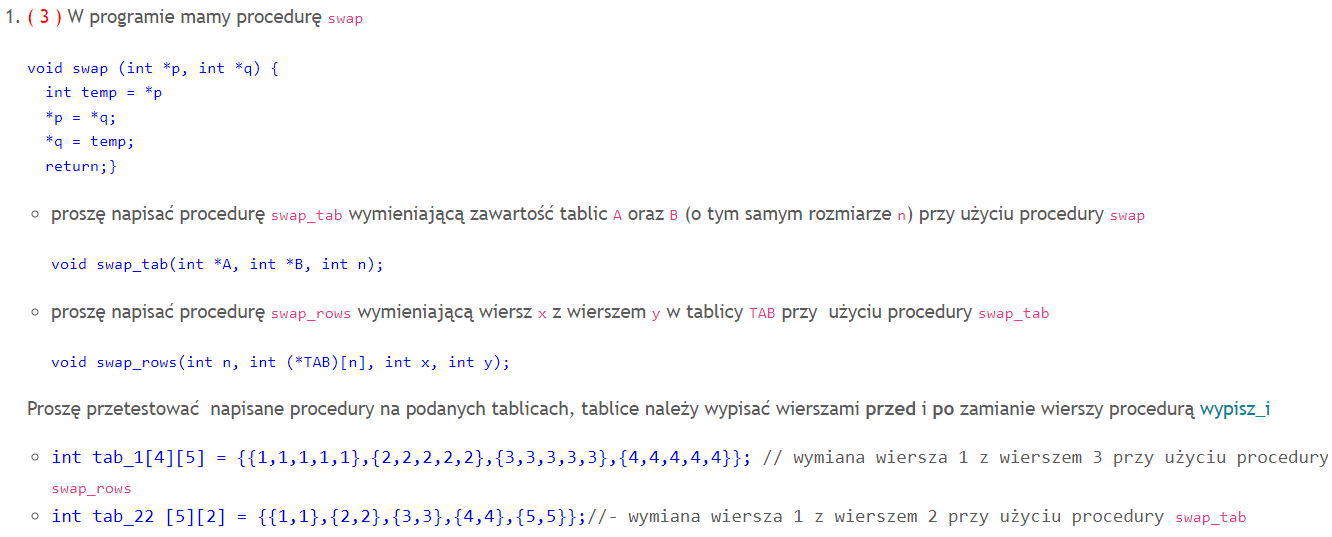 1. ( 3 ) W programie mamy procedurę swap
void swap (int *p, int *q) {
int temp = *p
*p = *q;
*q = temp;
return;}
proszę napisać procedurę swap_tab wymieniającą zawartość tablic A oraz B (o tym samym rozmiarze n) przy użyciu procedury swap
void swap_tab(int *A, int *B, int n);
proszę napisać procedurę swap_rows wymieniającą wiersz x z wierszem y w tablicy TAB przy użyciu procedury swap_tab
void swap_rows(int n, int (*TAB)[n], int x, int y);
Proszę przetestować napisane procedury na podanych tablicach, tablice należy wypisać wierszami przed i po zamianie wierszy procedurą wypisz_i
int tab_1[4][5] = {{1,1,1,1,1},{2,2,2,2,2},{3,3,3,3,3},{4,4,4,4,4}}; // wymiana wiersza 1 z wierszem 3 przy użyciu procedury
swap_rows
int tab_22 [5][2] = {{1,1},{2,2},{3,3},{4,4},{5,5}};//- wymiana wiersza 1 z wierszem 2 przy użyciu procedury swap_tab